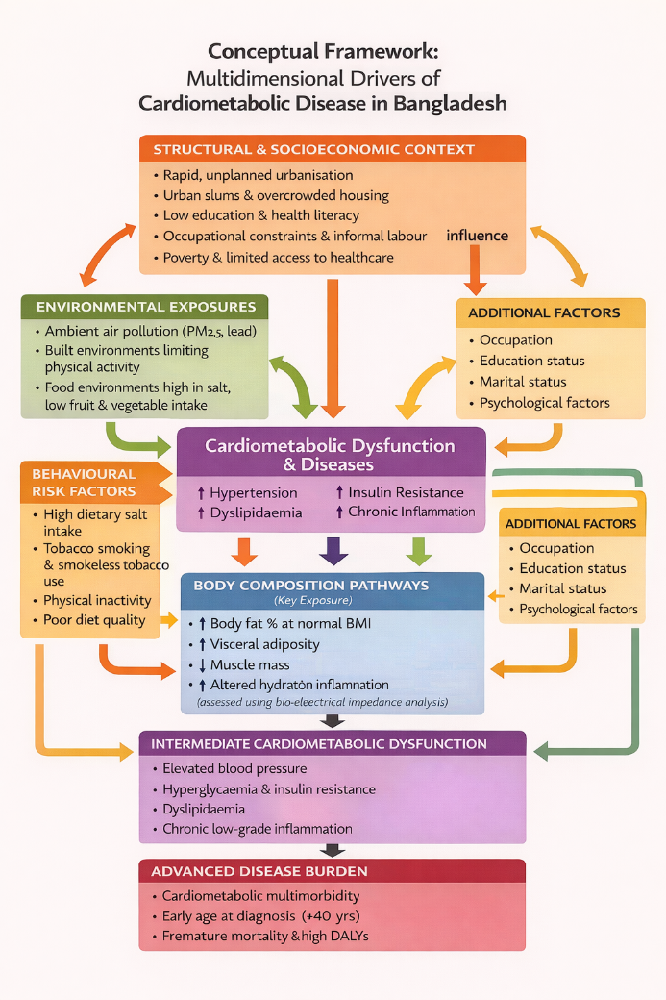 Conceptual Framework:
Multidimensional Drivers of
Cardiometabolic Disease in Bangladesh
STRUCTURAL & SOCIOECONOMIC CONTEXT
• Rapid, unplanned urbanisation
• Urban slums & overcrowded housing
• Low education & health literacy
• Occupational constraints & informal labour
influence
• Poverty & limited access to healthcare
ENVIRONMENTAL EXPOSURES
• Ambient air pollution (PM2.5, lead)
• Built environments limiting
physical activity
• Food environments high in salt,
low fruit & vegetable intake
ADDITIONAL FACTORS
• Occupation
• Education status
• Marital status
• Psychological factors
Cardiometabolic Dysfunction
& Diseases
↑ Hypertension
↑ Insulin Resistance
↑ Dyslipidaemia
↑ Chronic Inflammation
BEHAVIOURAL
RISK FACTORS
• High dietary salt
intake
• Tobacco smoking
& smokeless tobacco
use
• Physical inactivity
• Poor diet quality
ADDITIONAL FACTORS
• Occupation
• Education status
• Marital status
• Psychological factors
BODY COMPOSITION PATHWAYS
(Key Exposure)
• ↑ Body fat % at normal BMI
• ↑ Visceral adiposity
• ↓ Muscle mass
• ↑ Altered hydratòn inflamnation
(assessed using bio-eleetrical impedance analysis)
INTERMEDIATE CARDIOMETABOLIC DYSFUNCTION
• Elevated blood pressure
• Hyperglycaemia & insulin resistance
• Dyslipidaemia
• Chronic low-grade inflammation
ADVANCED DISEASE BURDEN
• Cardiometabolic multimorbidity
• Early age at diagnosis (+40 yrs)
• Fremature mortality & high DALYs